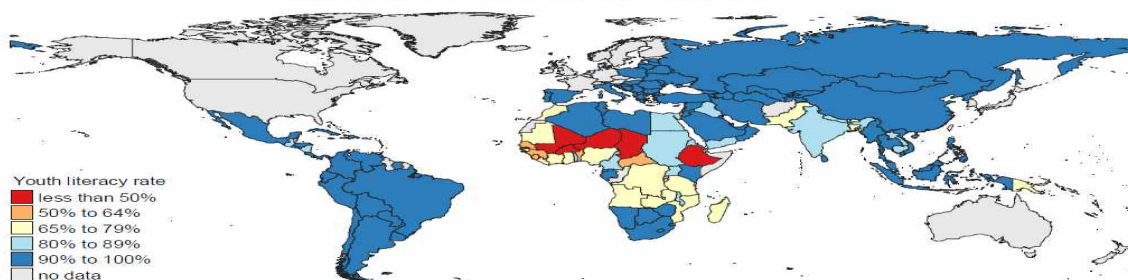 Youth literacy rate
less than 50%
50% to 64%
65% to 79%
80% to 89%
90% to 100%
no data